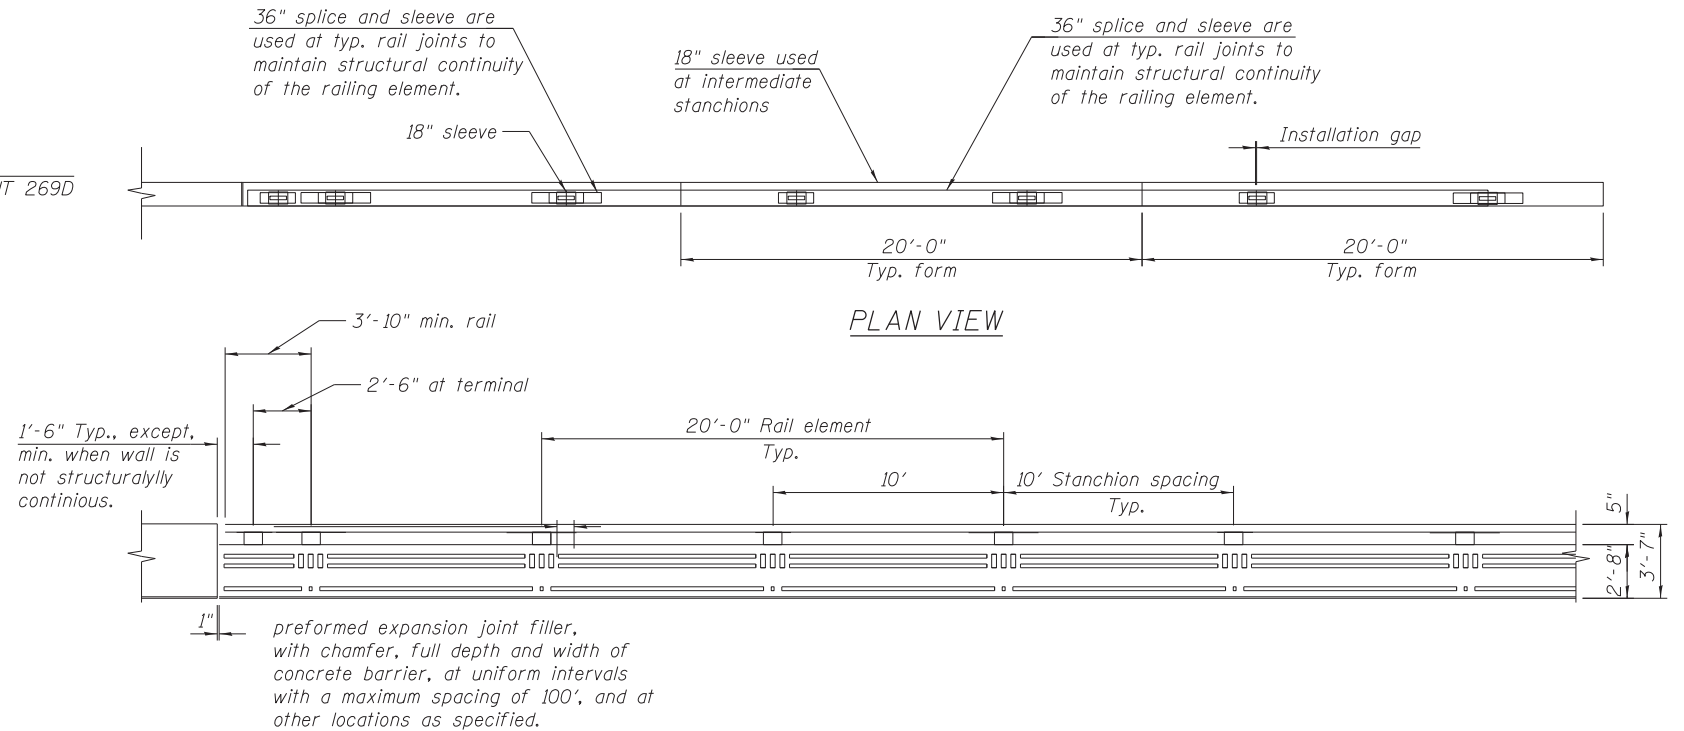 36" splice and sleeve are
used at typ. rail joints to
maintain structural continuity
of the railing element.
18" sleeve used
at intermediate
stanchions
36" splice and sleeve are
used at typ. rail joints to
maintain structural continuity
of the railing element.
18" sleeve
Installation gap
269D
20'-0"
Typ. form
20'-0"
Typ. form
PLAN VIEW
3'-10" min. rail
2'-6" at terminal
1'-6" Typ., except,
min. when wall is
not structuralylly
continious.
20'-0" Rail element
Typ.
10'
10' Stanchion spacing
Typ.
5"
2'-8"
3'-7"
1"
preformed expansion joint filler,
with chamfer, full depth and width of
concrete barrier, at uniform intervals
with a maximum spacing of 100', and at
other locations as specified.